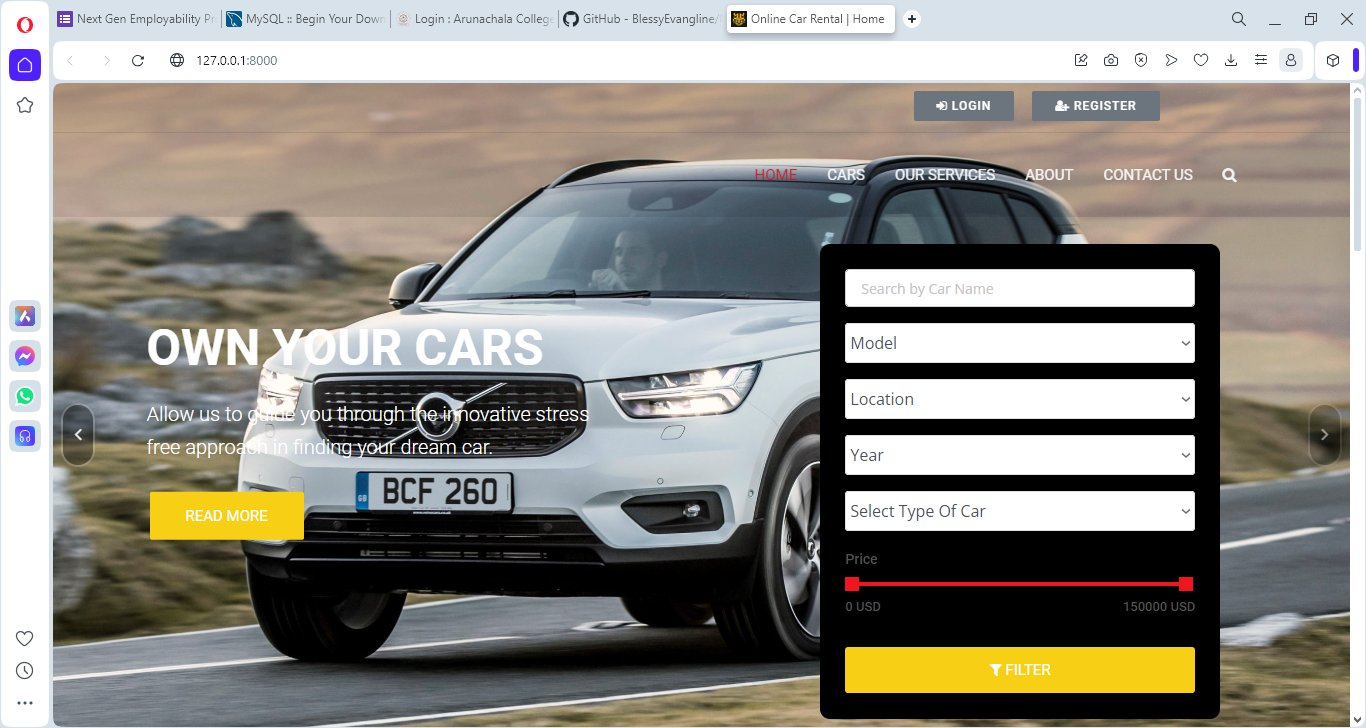 Next Gen Employability Pr
MySQL :: Begin Your Down
Login : Arunachala College
GitHub - BlessyEvangline/
Online Car Rental | Home
127.0.0.1:8000
LOGIN
REGISTER
HOME
CARS
OUR SERVICES
ABOUT
CONTACT US
Search by Car Name
Model
Location
Year
Select Type Of Car
Price
0 USD
150000 USD
FILTER
OWN YOUR CARS
Allow us to guide you through the innovative stress
free approach in finding your dream car.
READ MORE
GB
BCF 260